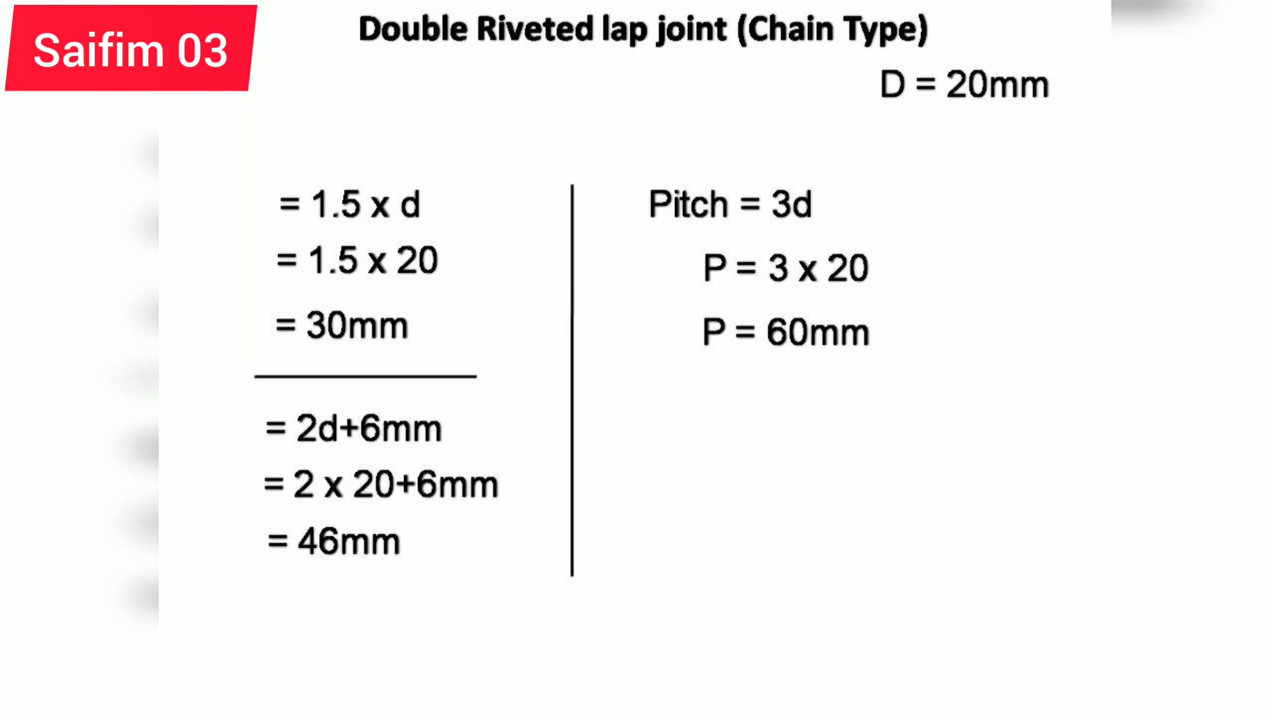 Saifim 03
Double Riveted lap joint (Chain Type)
D = 20mm
= 1.5 x d
= 1.5 x 20
= 30mm
= 2d+6mm
= 2 x 20+6mm
= 46mm
Pitch = 3d
P = 3 x 20
P = 60mm